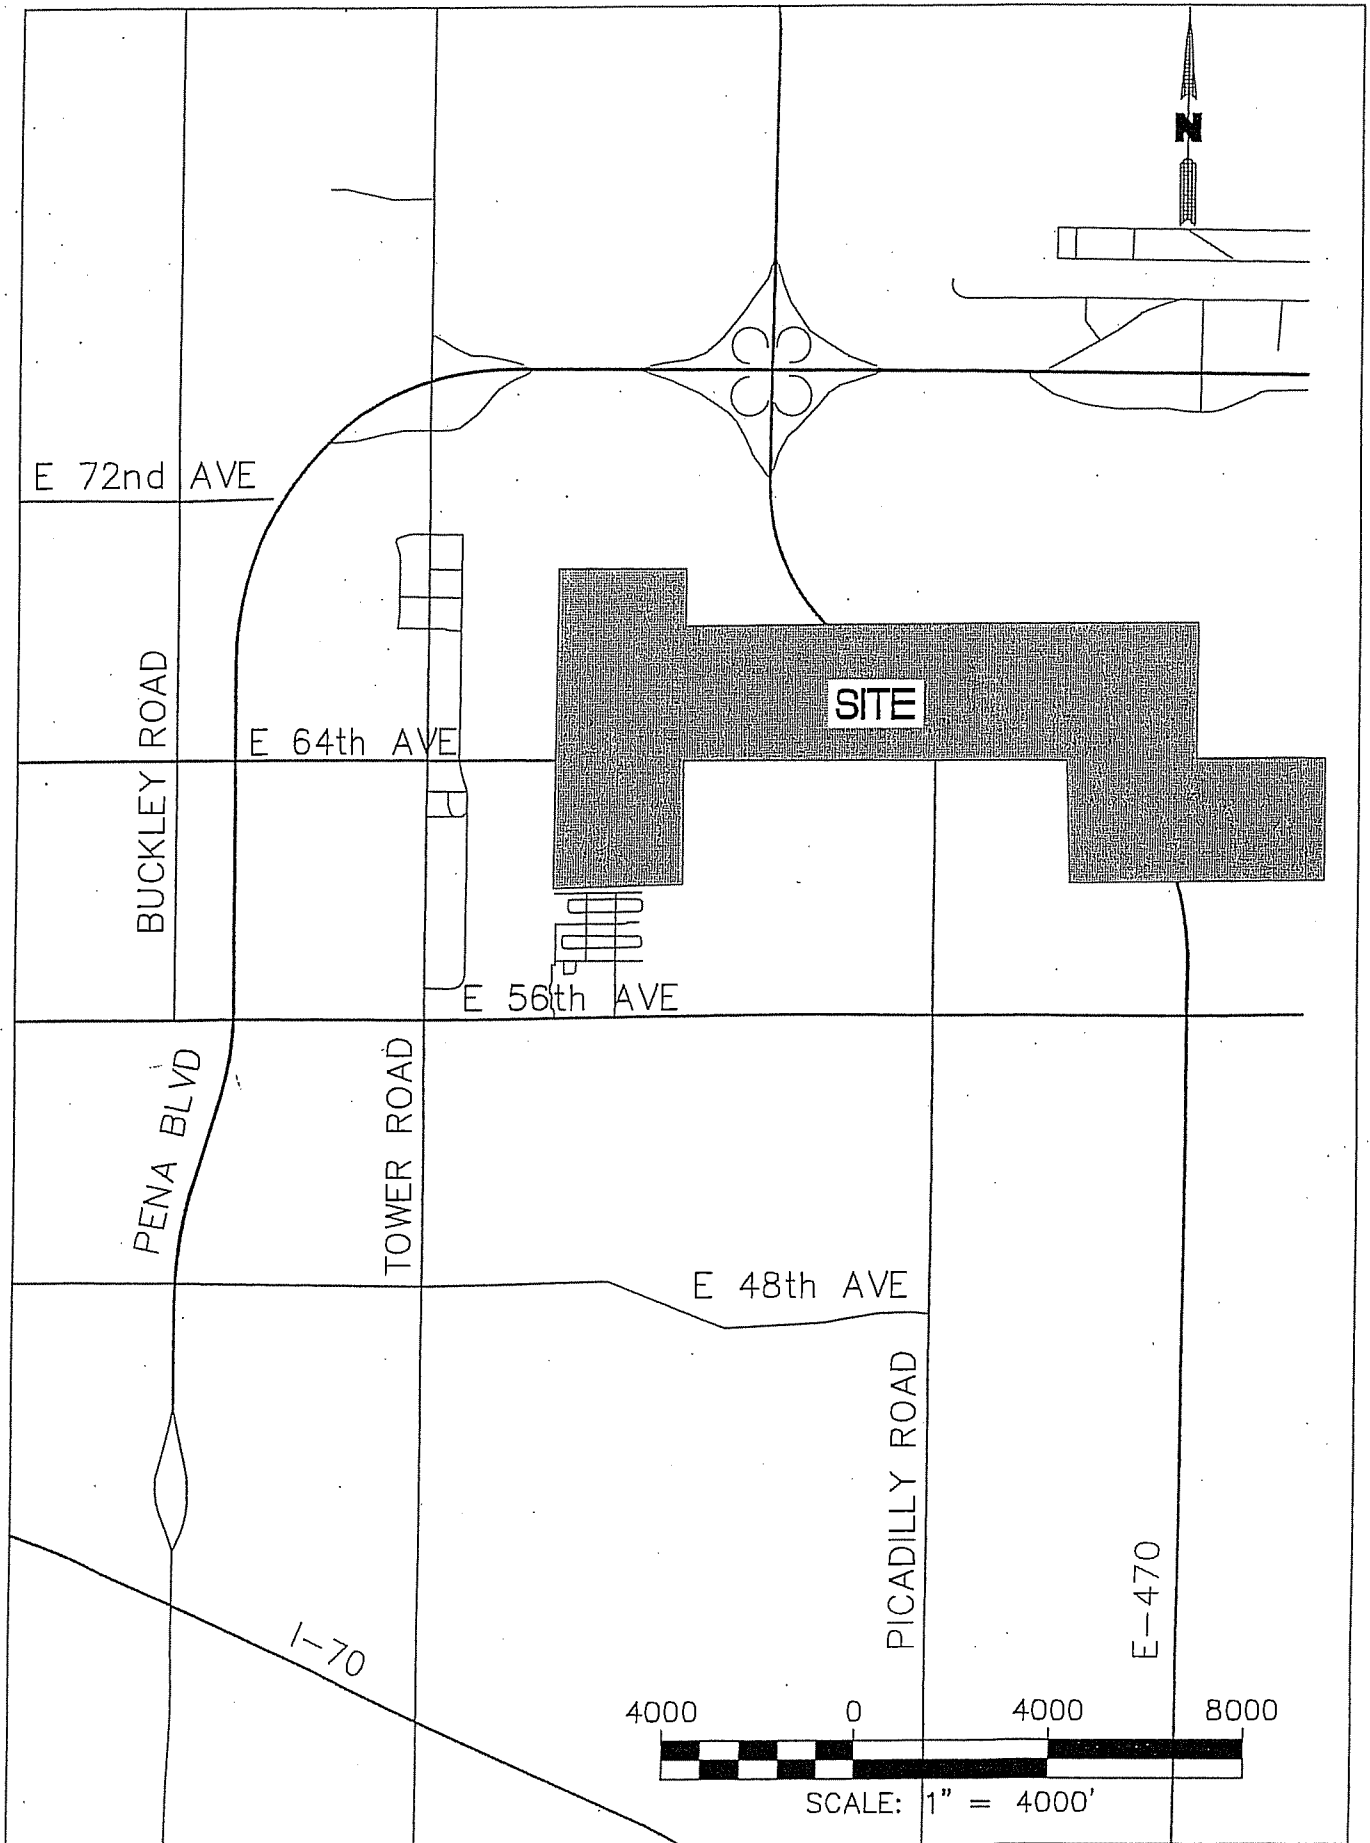 N
E 72nd AVE
SITE
BUCKLEY ROAD
E 64th AVE
E 56th AVE
PENA BLVD
TOWER ROAD
E 48th AVE
PICADILLY ROAD
E-470
I-70
4000 0 4000 8000
SCALE: 1" = 4000'